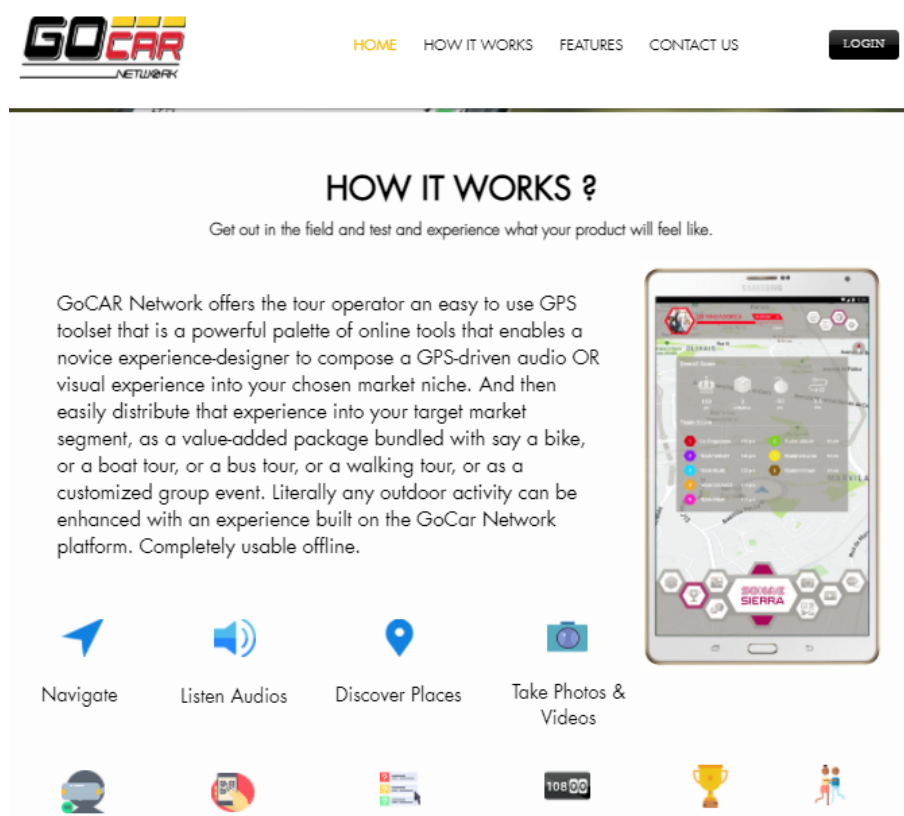 GOCAR
NETWORK
HOME HOW IT WORKS FEATURES CONTACT US LOGIN
HOW IT WORKS ?
Get out in the field and test and experience what your product will feel like.
GoCAR Network offers the tour operator an easy to use GPS
toolset that is a powerful palette of online tools that enables a
novice experience-designer to compose a GPS-driven audio OR
visual experience into your chosen market niche. And then
easily distribute that experience into your target market
segment, as a value-added package bundled with say a bike,
or a boat tour, or a bus tour, or a walking tour, or as a
customized group event. Literally any outdoor activity can be
enhanced with an experience built on the GoCar Network
platform. Completely usable offline.
SAMSUNG
SIERRA
Navigate
Listen Audios
Discover Places
Take Photos &
Videos
10800